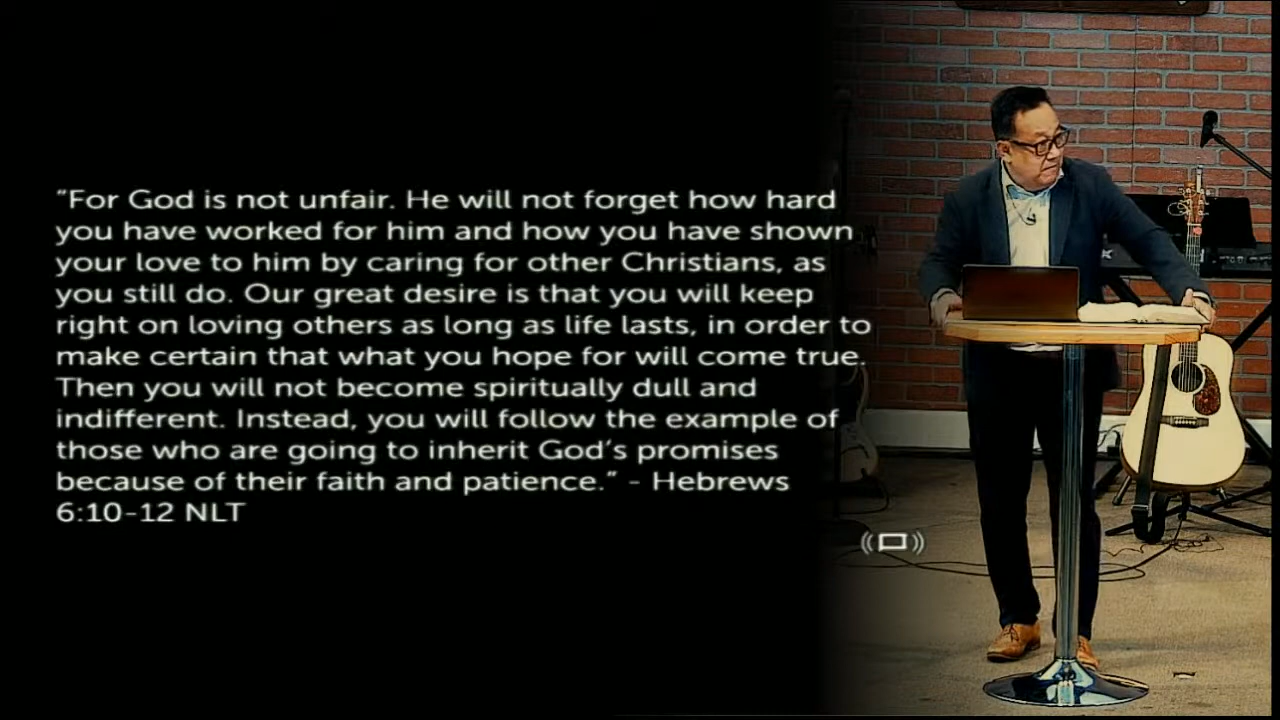 “For God is not unfair. He will not forget how hard
you have worked for him and how you have shown
your love to him by caring for other Christians, as
you still do. Our great desire is that you will keep
right on loving others as long as life lasts, in order to
make certain that what you hope for will come true.
Then you will not become spiritually dull and
indifferent. Instead, you will follow the example of
those who are going to inherit God’s promises
because of their faith and patience.” - Hebrews
6:10-12 NLT